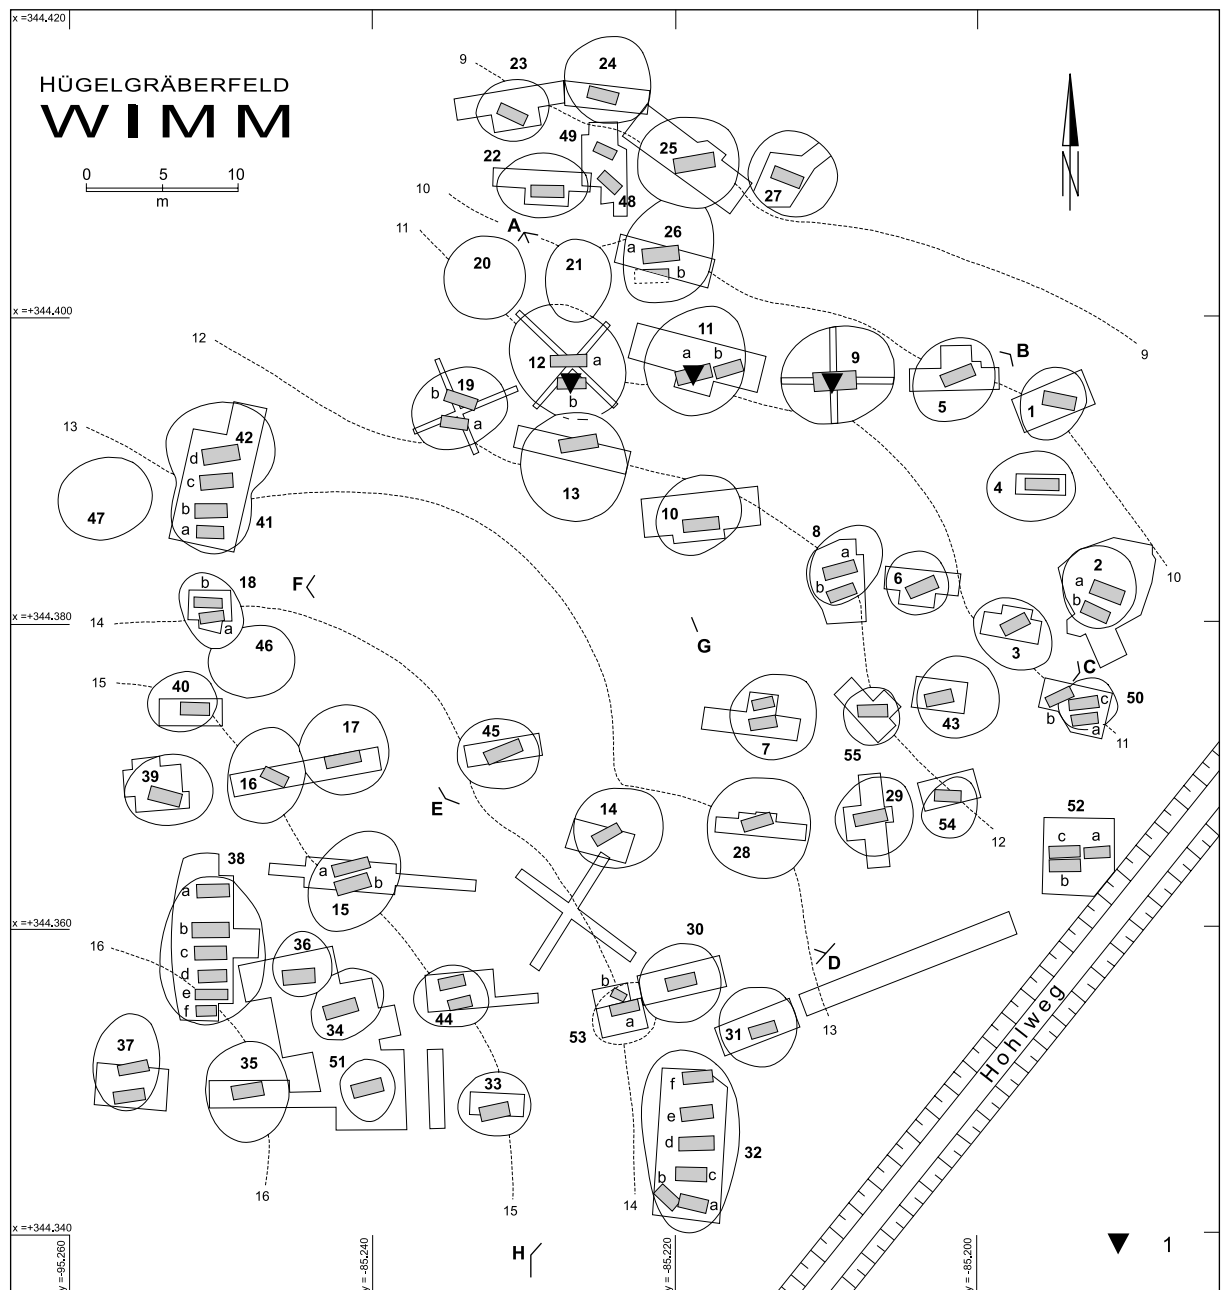 x =344.420
HÜGELGRÄBERFELD
WIMM
0 5 10
m
9
23
24
49
25
22
27
48
10
A
11
26
a
b
20
21
x =+344.400
12
11
9
a b
12 a
b
9
B
5
1
19
b
a
13
42
d
c
b
a
41
47
13
10
4
8
a
b
6
2
a
b
10
18
b
a
F
14
x =+344.380
46
G
3
C
50
c
b
a
11
15
40
17
45
7
55
43
39
16
E
14
28
29
54
12
52
c a
b
38
a
b
c
d
e
f
a
b
15
x =+344.360
16
36
30
D
34
44
b
a
53
31
13
Hohlweg
37
35
51
33
f
e
d
c
b
a
32
16
15
14
x =+344.340
H
1
y =-95.260
y =-85.240
y =-85.220
y =-85.200